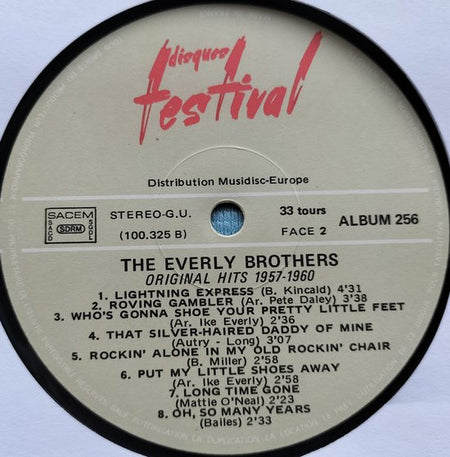 disques
festival
Distribution Musidisc-Europe
SACEM
SACD SDRM SGDL
STEREO-G.U.
(100.325 B)
33 tours
FACE 2
ALBUM 256
THE EVERLY BROTHERS
ORIGINAL HITS 1957-1960
1. LIGHTNING EXPRESS (B. Kincaid) 4'31
2. ROVING GAMBLER (Ar. Pete Daley) 3'38
3. WHO'S GONNA SHOE YOUR PRETTY LITTLE FEET
(Ar. Ike Everly) 2'36
4. THAT SILVER-HAIRED DADDY OF MINE
(Autry - Long) 3'07
5. ROCKIN' ALONE IN MY OLD ROCKIN' CHAIR
(B. Miller) 2'58
6. PUT MY LITTLE SHOES AWAY
(Ar. Ike Everly) 2'58
7. LONG TIME GONE
(Mattie O'Neal) 2'23
8. OH, SO MANY YEARS
(Bailes) 2'33